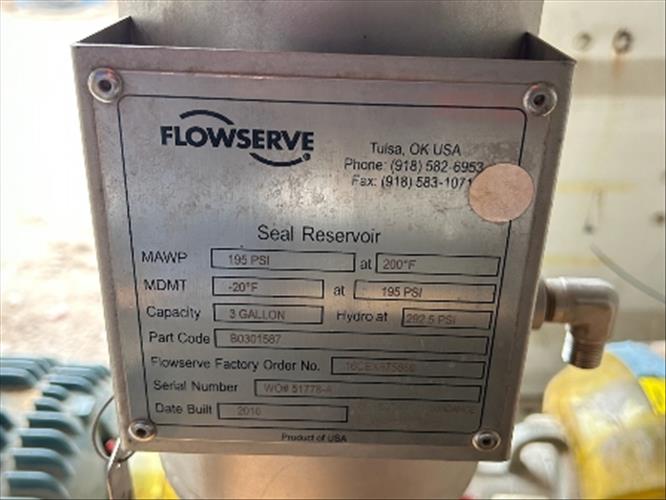 FLOWSERVE
Tulsa, OK USA
Phone: (918) 582-6953
Fax: (918) 583-1071
Seal Reservoir
MAWP 195 PSI at 200°F
MDMT -20°F at 195 PSI
Capacity 3 GALLON Hydro at 292.5 PSI
Part Code B0301587
Flowserve Factory Order No.
Serial Number WO# 51778-A
Date Built
Product of USA